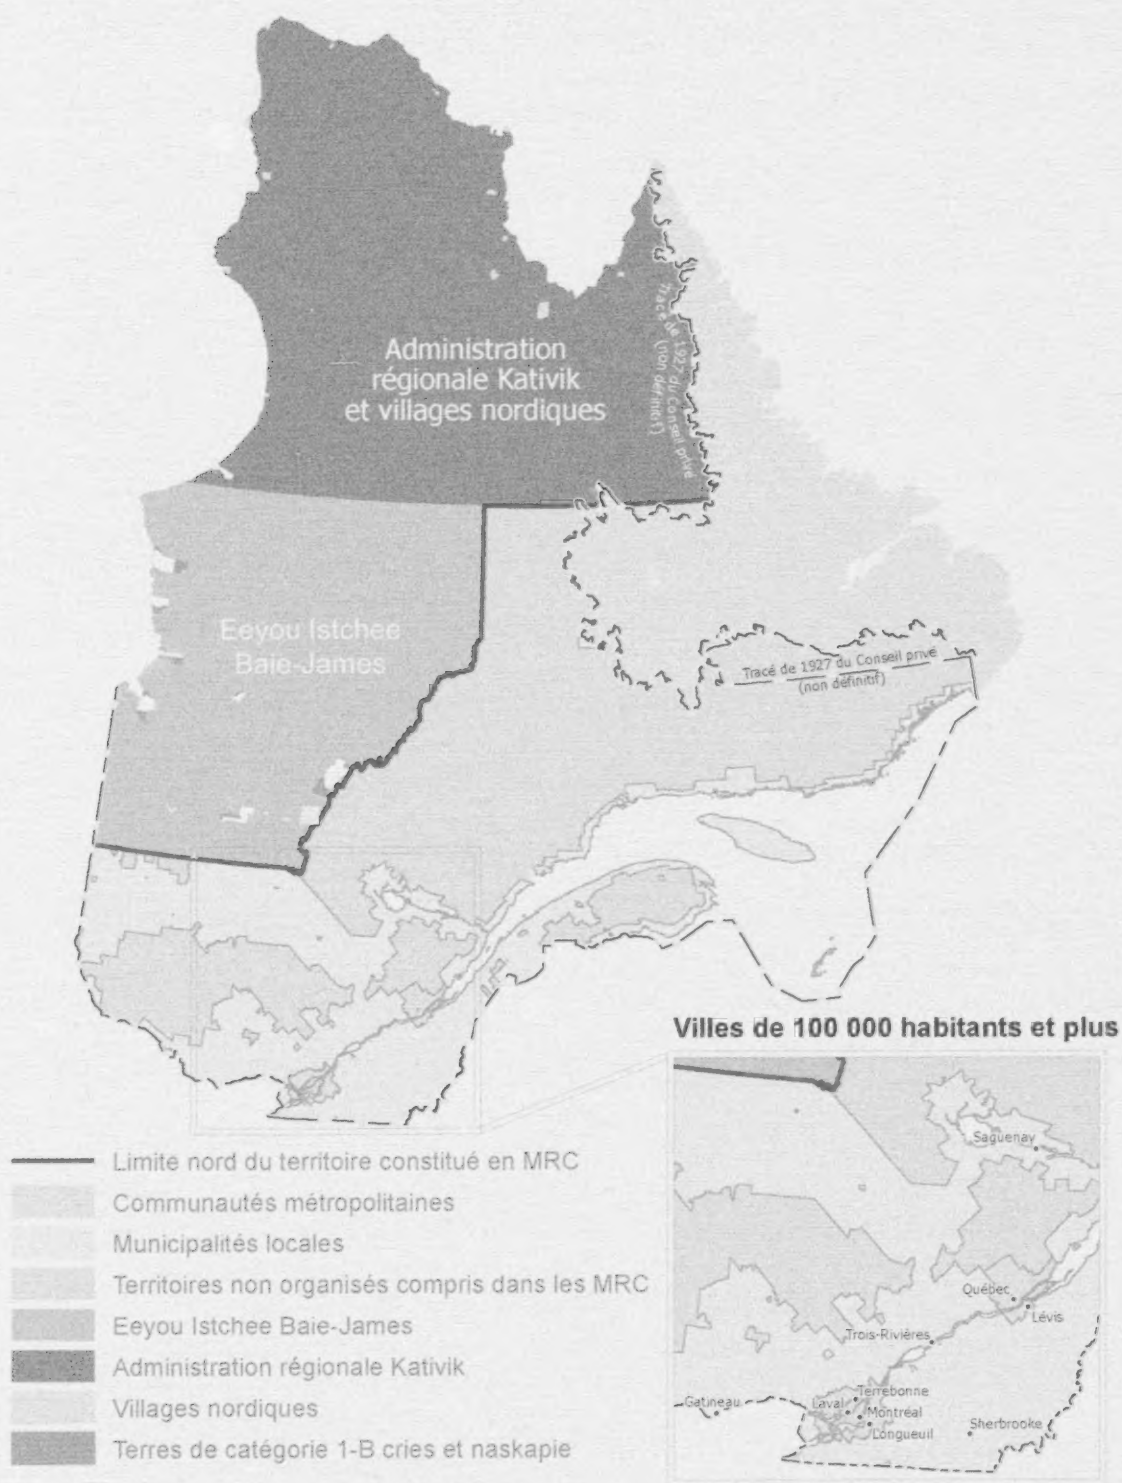 Administration
régionale Kativik
et villages nordiques
Tracé de 1927 du Conseil privé
(non définitif)
Eeyou Istchee
Baie-James
Tracé de 1927 du Conseil privé
(non définitif)
Villes de 100 000 habitants et plus
Saguenay
Québec
Lévis
Trois-Rivières
Terrebonne
Gatineau
Laval
Montréal
Longueuil
Sherbrooke
Limite nord du territoire constitué en MRC
Communautés métropolitaines
Municipalités locales
Territoires non organisés compris dans les MRC
Eeyou Istchee Baie-James
Administration régionale Kativik
Villages nordiques
Terres de catégorie 1-B cries et naskapie